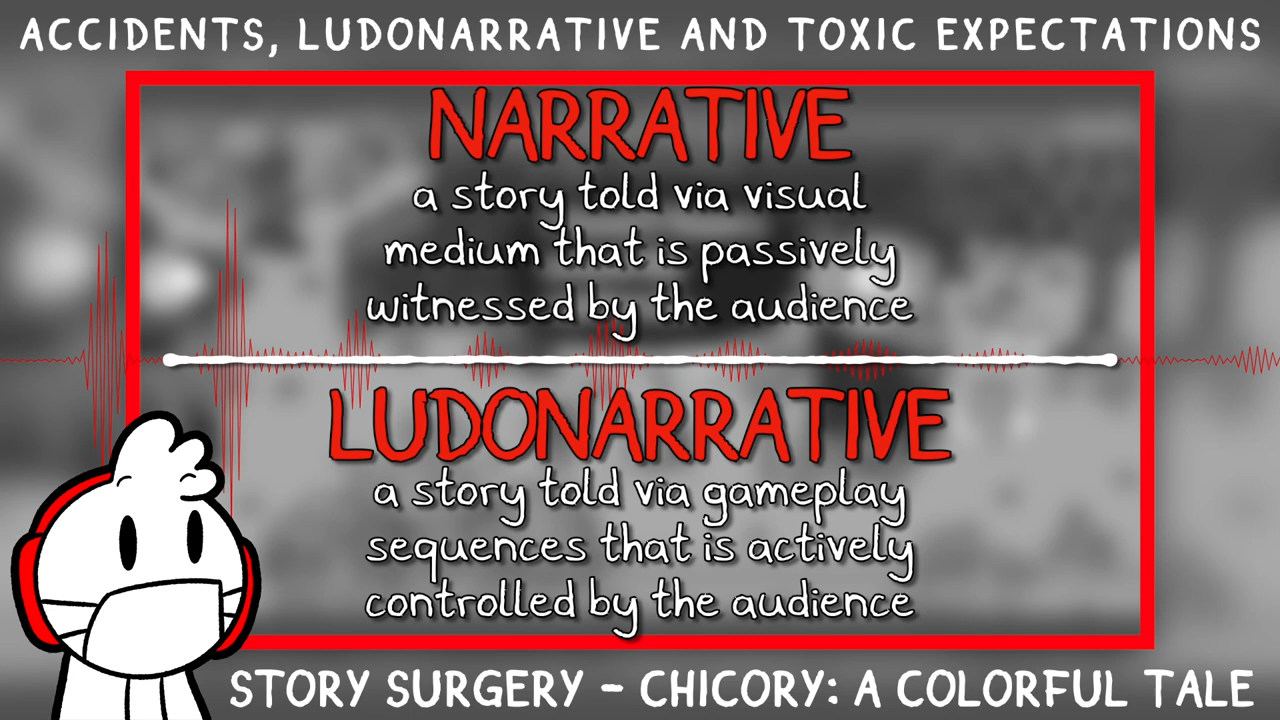 ACCIDENTS, LUDONARRATIVE AND TOXIC EXPECTATIONS
NARRATIVE
a story told via visual
medium that is passively
witnessed by the audience
LUDONARRATIVE
a story told via gameplay
sequences that is actively
controlled by the audience
STORY SURGERY - CHICORY: A COLORFUL TALE